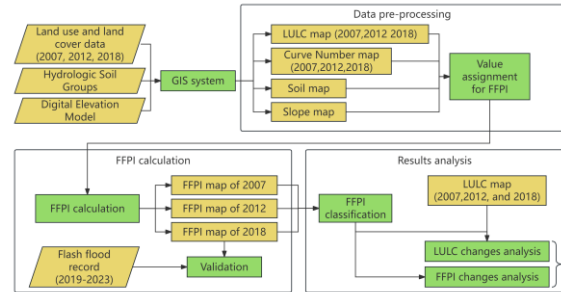 Data pre-processing
Land use and land
cover data
(2007, 2012, 2018)
Hydrologic Soil
Groups
Digital Elevation
Model
GIS system
LULC map (2007,2012 2018)
Curve Number map
(2007,2012,2018)
Soil map
Slope map
Value
assignment
for FFPI
FFPI calculation
FFPI calculation
FFPI map of 2007
FFPI map of 2012
FFPI map of 2018
Flash flood
record
(2019-2023)
Validation
Results analysis
FFPI
classification
LULC map
(2007,2012, and 2018)
LULC changes analysis
FFPI changes analysis